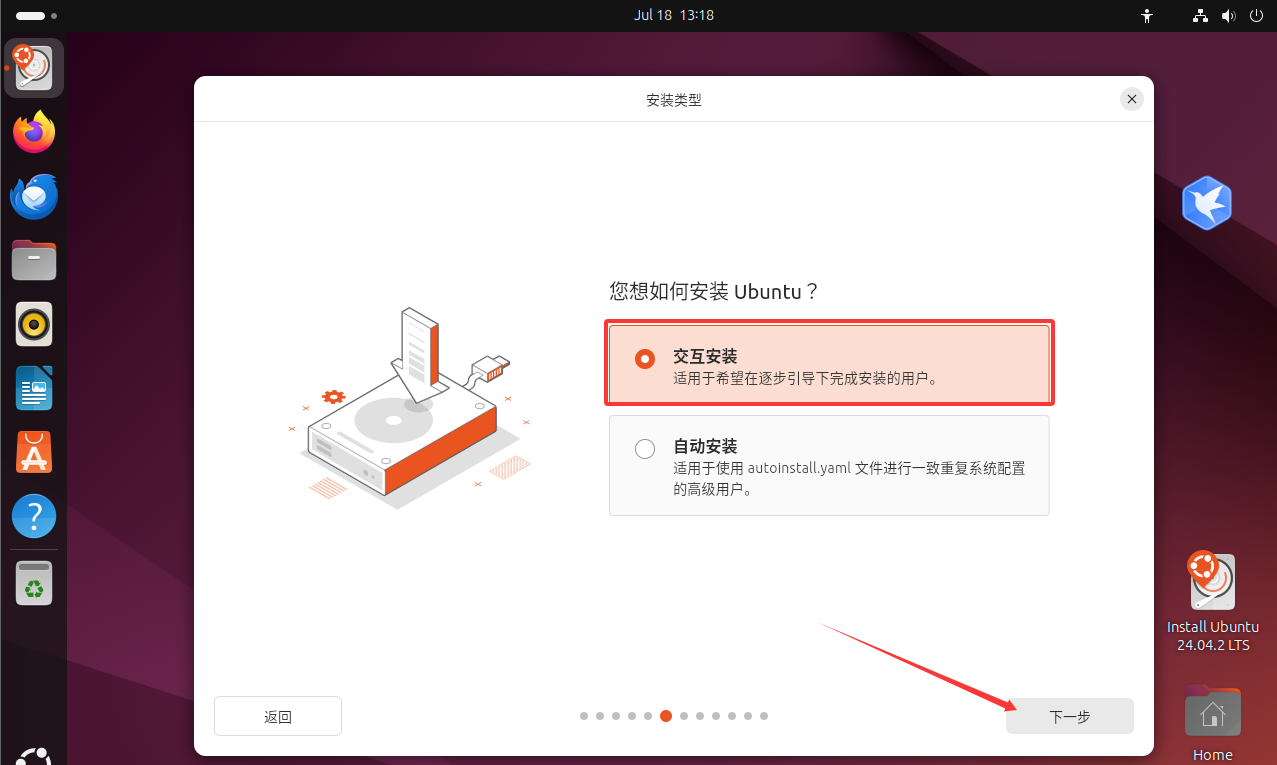 Jul 18 13:18
安装类型
您想如何安装 Ubuntu？
交互安装
适用于希望在逐步引导下完成安装的用户。
自动安装
适用于使用 autoinstall.yaml 文件进行一致重复系统配置
的高级用户。
Install Ubuntu
24.04.2 LTS
返回
下一步
Home